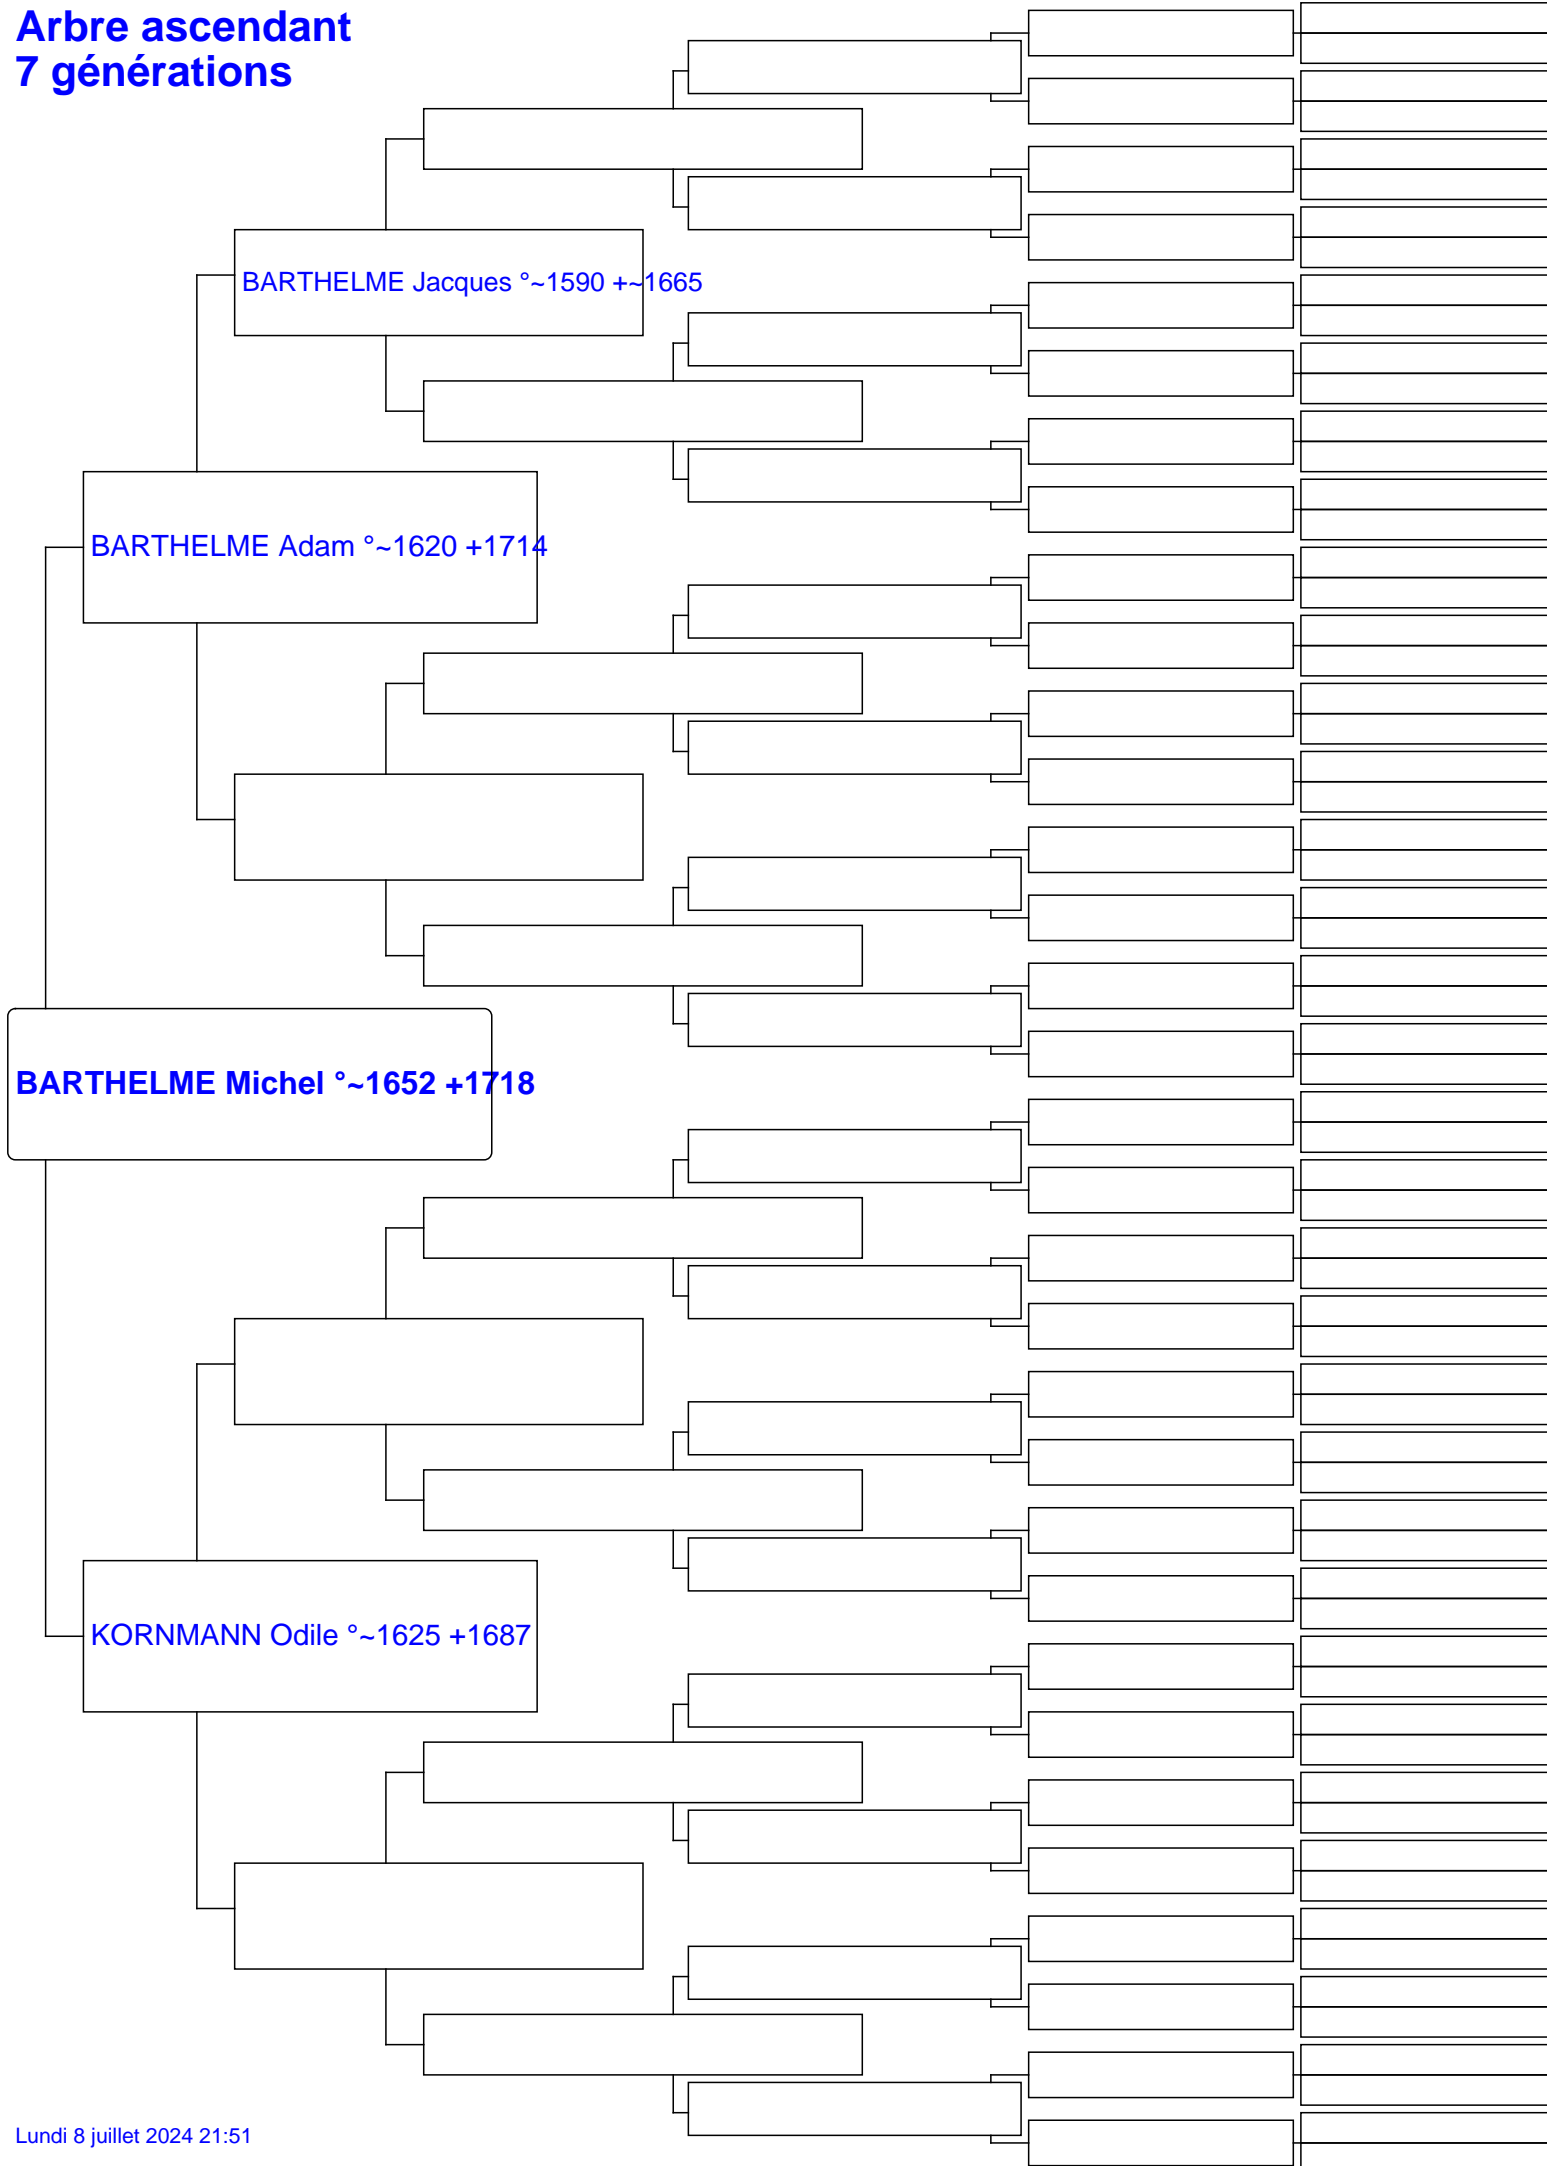 Arbre ascendant
7 générations
BARTHELME Jacques °~1590 +~1665
BARTHELME Adam °~1620 +1714
BARTHELME Michel °~1652 +1718
KORNMANN Odile °~1625 +1687
Lundi 8 juillet 2024 21:51